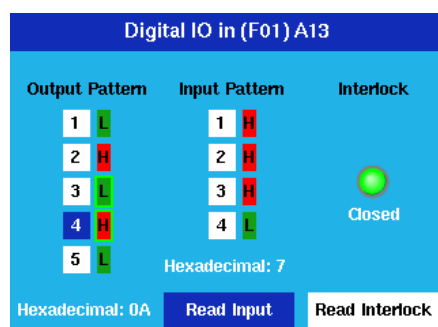 Digital IO in (F01) A13
Output Pattern Input Pattern Interlock
1 L 1 H
2 H 2 H
3 L 3 H
4 H 4 L
Closed
5 L
Hexadecimal: 7
Hexadecimal: 0A Read Input Read Interlock